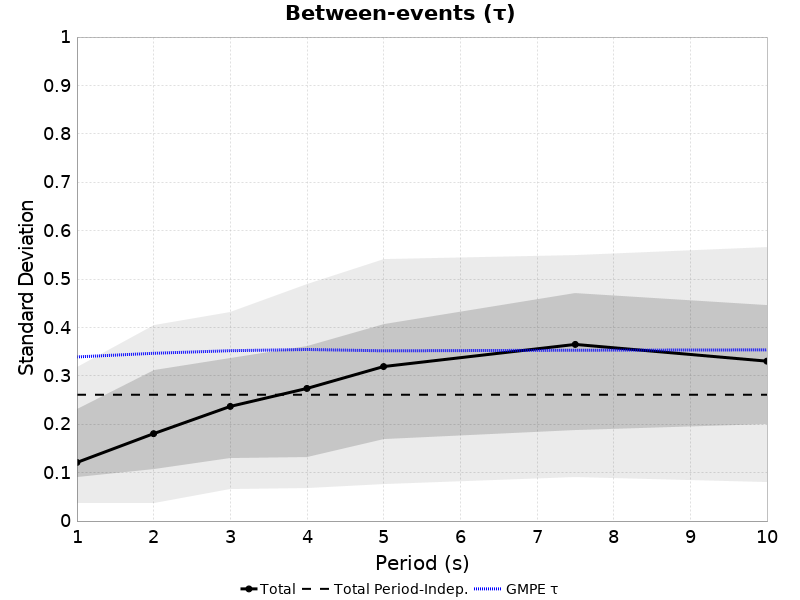 Between-events (τ)
1
0.9
0.8
0.7
0.6
0.5
0.4
0.3
0.2
0.1
0
Standard Deviation
1 2 3 4 5 6 7 8 9 10
Period (s)
Total Total Period-Indep. GMPE τ